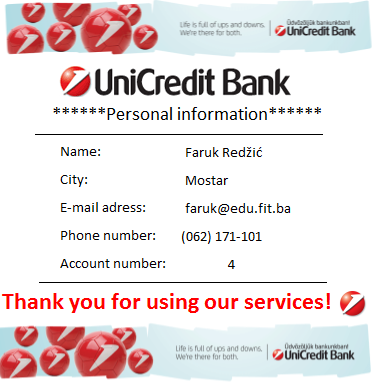 Life is full of ups and downs.
We're there for both.
Üdvözöljük bankunkban!
UniCredit Bank
UniCredit Bank
******Personal information******
Name: Faruk Redžić
City: Mostar
E-mail adress: faruk@edu.fit.ba
Phone number: (062) 171-101
Account number: 4
Thank you for using our services!
Life is full of ups and downs.
We're there for both.
Üdvözöljük bankunkban!
UniCredit Bank